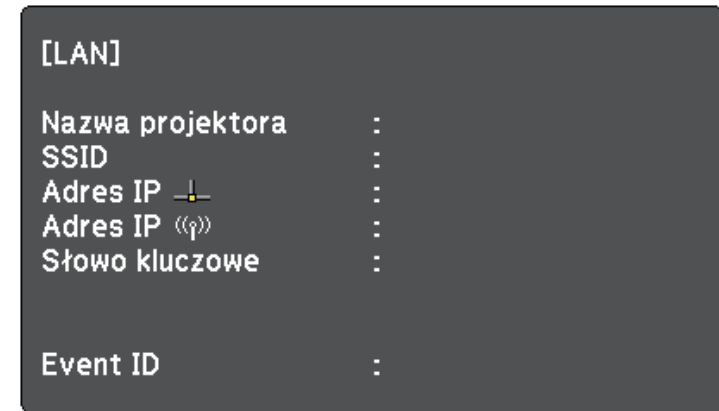 [LAN]
Nazwa projektora :
SSID :
Adres IP :
Adres IP :
Słowo kluczowe :
Event ID :